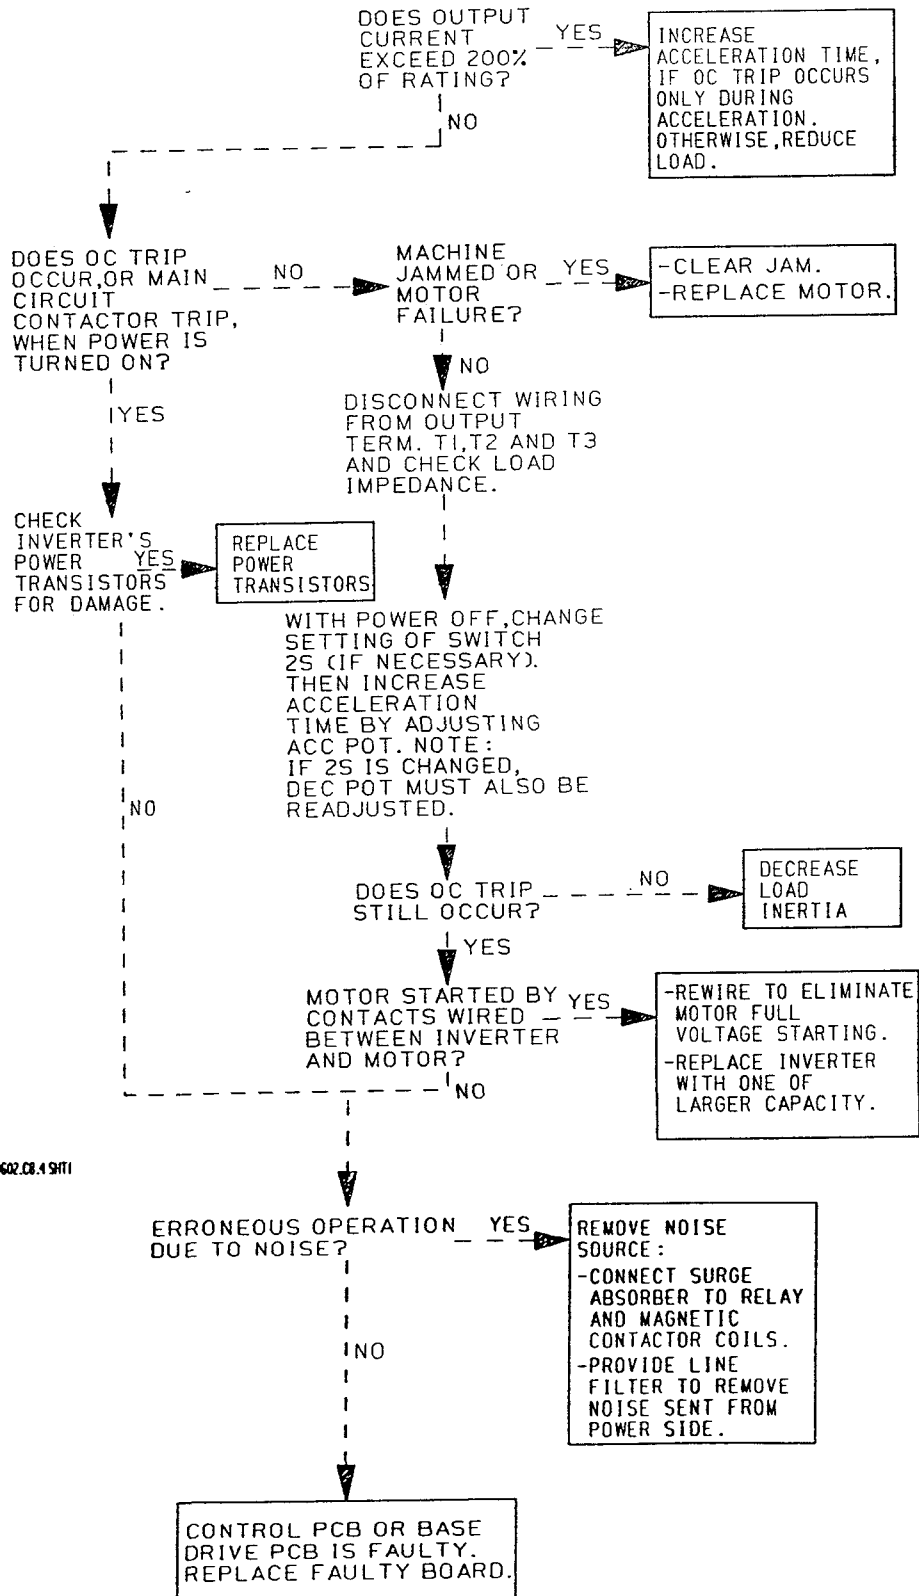 DOES OUTPUT
CURRENT
EXCEED 200%
OF RATING?
YES
INCREASE
ACCELERATION TIME,
IF OC TRIP OCCURS
ONLY DURING
ACCELERATION.
OTHERWISE,REDUCE
LOAD.
NO
DOES OC TRIP
OCCUR,OR MAIN
CIRCUIT
CONTACTOR TRIP,
WHEN POWER IS
TURNED ON?
NO
MACHINE
JAMMED OR
MOTOR
FAILURE?
YES
-CLEAR JAM.
-REPLACE MOTOR.
NO
YES
DISCONNECT WIRING
FROM OUTPUT
TERM. T1,T2 AND T3
AND CHECK LOAD
IMPEDANCE.
CHECK
INVERTER'S
POWER
TRANSISTORS
FOR DAMAGE.
YES
REPLACE
POWER
TRANSISTORS
WITH POWER OFF,CHANGE
SETTING OF SWITCH
2S (IF NECESSARY).
THEN INCREASE
ACCELERATION
TIME BY ADJUSTING
ACC POT. NOTE:
IF 2S IS CHANGED,
DEC POT MUST ALSO BE
READJUSTED.
NO
DOES OC TRIP
STILL OCCUR?
NO
DECREASE
LOAD
INERTIA
YES
MOTOR STARTED BY
CONTACTS WIRED
BETWEEN INVERTER
AND MOTOR?
YES
-REWIRE TO ELIMINATE
MOTOR FULL
VOLTAGE STARTING.
-REPLACE INVERTER
WITH ONE OF
LARGER CAPACITY.
NO
602.C8.4 SHT1
ERRONEOUS OPERATION
DUE TO NOISE?
YES
REMOVE NOISE
SOURCE:
-CONNECT SURGE
ABSORBER TO RELAY
AND MAGNETIC
CONTACTOR COILS.
-PROVIDE LINE
FILTER TO REMOVE
NOISE SENT FROM
POWER SIDE.
NO
CONTROL PCB OR BASE
DRIVE PCB IS FAULTY.
REPLACE FAULTY BOARD.